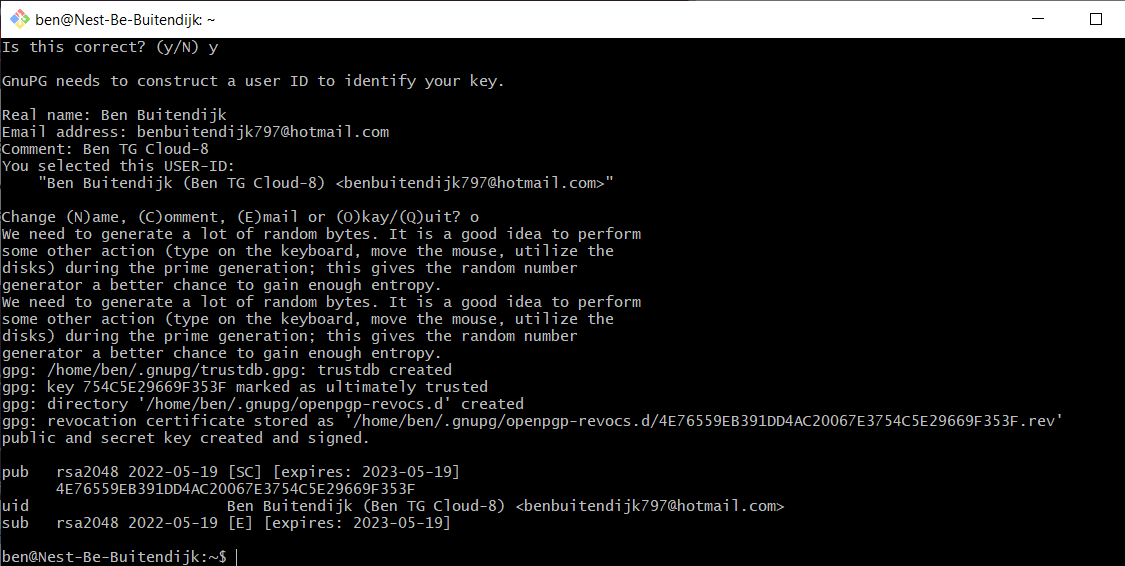 ben@Nest-Be-Buitendijk: ~
Is this correct? (y/N) y
GnuPG needs to construct a user ID to identify your key.
Real name: Ben Buitendijk
Email address: benbuitendijk797@hotmail.com
Comment: Ben TG Cloud-8
You selected this USER-ID:
"Ben Buitendijk (Ben TG Cloud-8) <benbuitendijk797@hotmail.com>"
Change (N)ame, (C)omment, (E)mail or (O)kay/(Q)uit? o
We need to generate a lot of random bytes. It is a good idea to perform
some other action (type on the keyboard, move the mouse, utilize the
disks) during the prime generation; this gives the random number
generator a better chance to gain enough entropy.
We need to generate a lot of random bytes. It is a good idea to perform
some other action (type on the keyboard, move the mouse, utilize the
disks) during the prime generation; this gives the random number
generator a better chance to gain enough entropy.
gpg: /home/ben/.gnupg/trustdb.gpg: trustdb created
gpg: key 754C5E29669F353F marked as ultimately trusted
gpg: directory '/home/ben/.gnupg/openpgp-revocs.d' created
gpg: revocation certificate stored as '/home/ben/.gnupg/openpgp-revocs.d/4E76559EB391DD4AC20067E3754C5E29669F353F.rev'
public and secret key created and signed.
pub   rsa2048 2022-05-19 [SC] [expires: 2023-05-19]
4E76559EB391DD4AC20067E3754C5E29669F353F
uid                      Ben Buitendijk (Ben TG Cloud-8) <benbuitendijk797@hotmail.com>
sub   rsa2048 2022-05-19 [E] [expires: 2023-05-19]
ben@Nest-Be-Buitendijk:~$